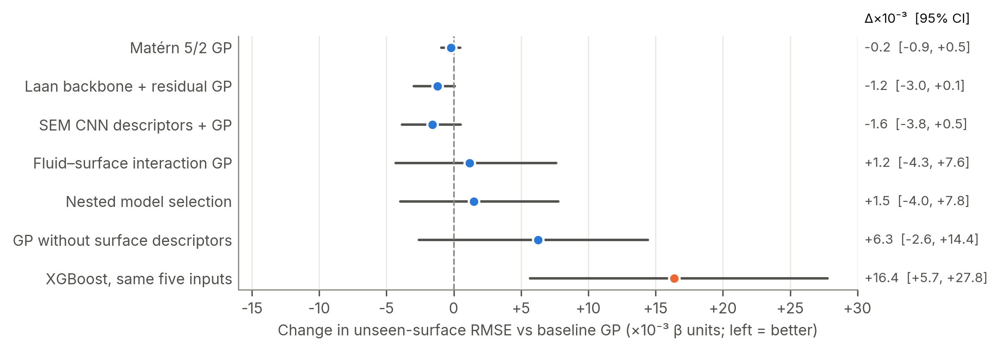 Δ×10⁻³ [95% CI]
Matérn 5/2 GP -0.2 [-0.9, +0.5]
Laan backbone + residual GP -1.2 [-3.0, +0.1]
SEM CNN descriptors + GP -1.6 [-3.8, +0.5]
Fluid–surface interaction GP +1.2 [-4.3, +7.6]
Nested model selection +1.5 [-4.0, +7.8]
GP without surface descriptors +6.3 [-2.6, +14.4]
XGBoost, same five inputs +16.4 [+5.7, +27.8]
-15 -10 -5 0 +5 +10 +15 +20 +25 +30
Change in unseen-surface RMSE vs baseline GP (×10⁻³ β units; left = better)